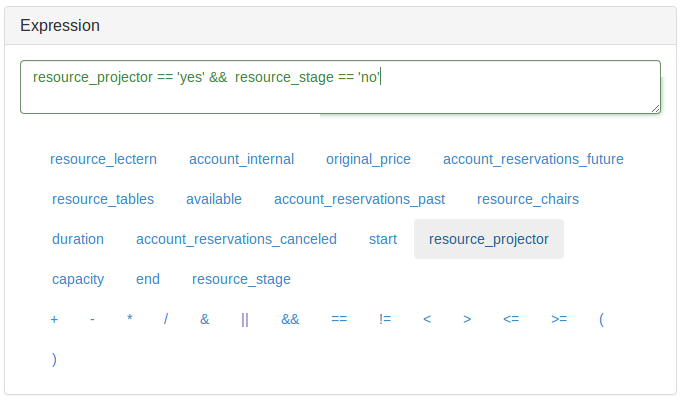 Expression
resource_projector == 'yes' &&  resource_stage == 'no'
resource_lectern account_internal original_price account_reservations_future
resource_tables available account_reservations_past resource_chairs
duration account_reservations_canceled start resource_projector
capacity end resource_stage
+ - * / & || && == != < > <= >= (
)